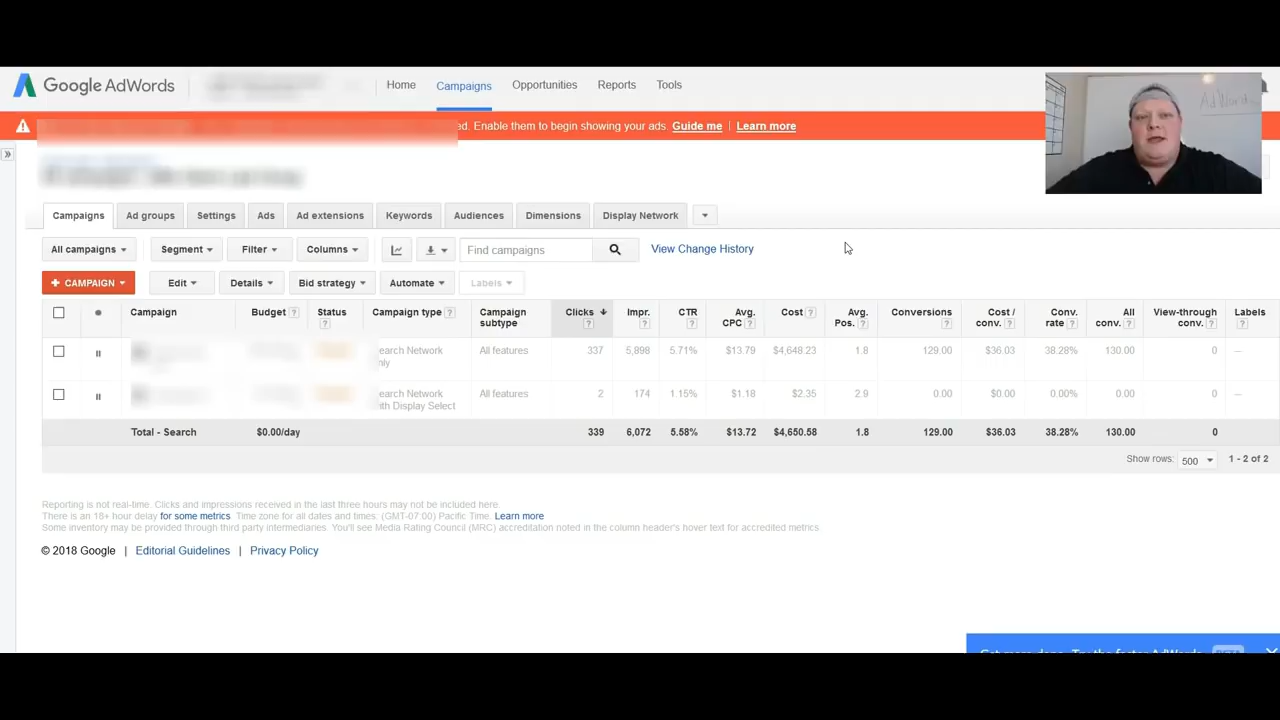 Google AdWords
Home Campaigns Opportunities Reports Tools
AdWords
ed. Enable them to begin showing your ads. Guide me | Learn more
Campaigns Ad groups Settings Ads Ad extensions Keywords Audiences Dimensions Display Network
All campaigns Segment Filter Columns Find campaigns View Change History
+ CAMPAIGN Edit Details Bid strategy Automate Labels
Campaign Budget ? Status ? Campaign type ? Campaign subtype Clicks ? Impr. ? CTR ? Avg. CPC ? Cost ? Avg. Pos. ? Conversions ? Cost / conv. ? Conv. rate ? All conv. ? View-through conv. ? Labels ?
earch Network nly All features 337 5,898 5.71% $13.79 $4,648.23 1.8 129.00 $36.03 38.28% 130.00 0 —
earch Network ith Display Select All features 2 174 1.15% $1.18 $2.35 2.9 0.00 $0.00 0.00% 0.00 0 —
Total - Search $0.00/day 339 6,072 5.58% $13.72 $4,650.58 1.8 129.00 $36.03 38.28% 130.00 0
Show rows: 500 1 - 2 of 2
Reporting is not real-time. Clicks and impressions received in the last three hours may not be included here.
There is an 18+ hour delay for some metrics. Time zone for all dates and times: (GMT-07:00) Pacific Time. Learn more
Some inventory may be provided through third party intermediaries. You'll see Media Rating Council (MRC) accreditation noted in the column header's hover text for accredited metrics.
© 2018 Google | Editorial Guidelines | Privacy Policy
Get more done. Try the faster AdWords BETA